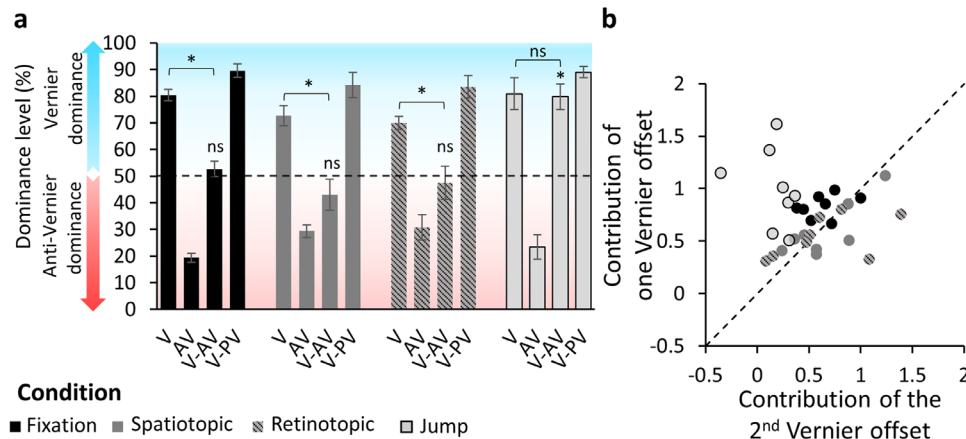 a
Dominance level (%)
Vernier
dominance
Anti-Vernier
dominance
100
90
80
70
60
50
40
30
20
10
0
*
ns
*
ns
*
ns
ns
*
V
AV
V-AV
V-PV
V
AV
V-AV
V-PV
V
AV
V-AV
V-PV
V
AV
V-AV
V-PV
Condition
Fixation
Spatiotopic
Retinotopic
Jump
b
Contribution of
one Vernier offset
2
1.5
1
0.5
0
-0.5
-0.5
0
0.5
1
1.5
2
Contribution of the
2nd Vernier offset